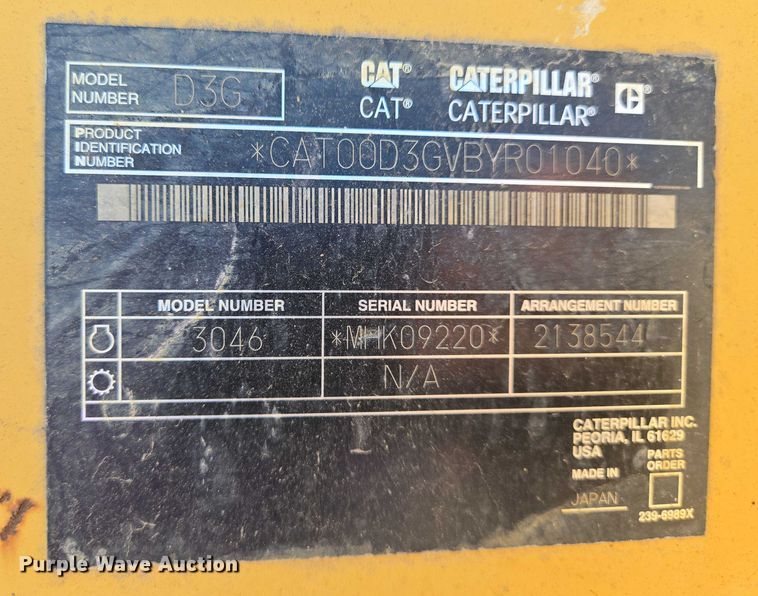 MODEL NUMBER D3G
CAT® CATERPILLAR®
CAT® CATERPILLAR® C®
PRODUCT IDENTIFICATION NUMBER *CAT00D3GVBYR01040*
MODEL NUMBER SERIAL NUMBER ARRANGEMENT NUMBER
3046 *MHK09220* 2138544
N/A
CATERPILLAR INC.
PEORIA, IL 61629
USA
MADE IN JAPAN
PARTS ORDER
239-6989X
Purple Wave Auction